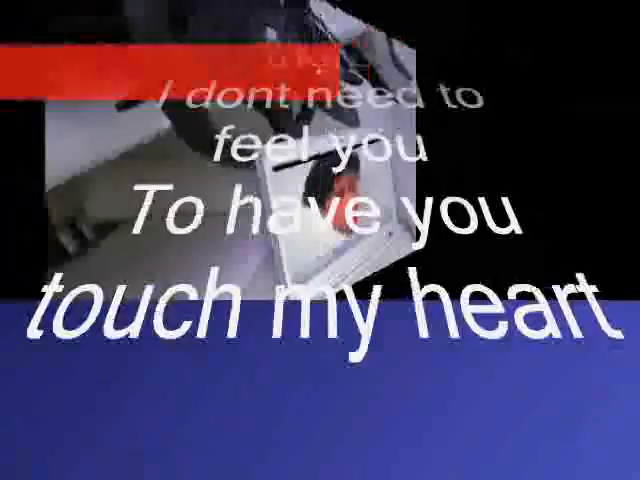 I dont need to
feel you
To have you
touch my heart